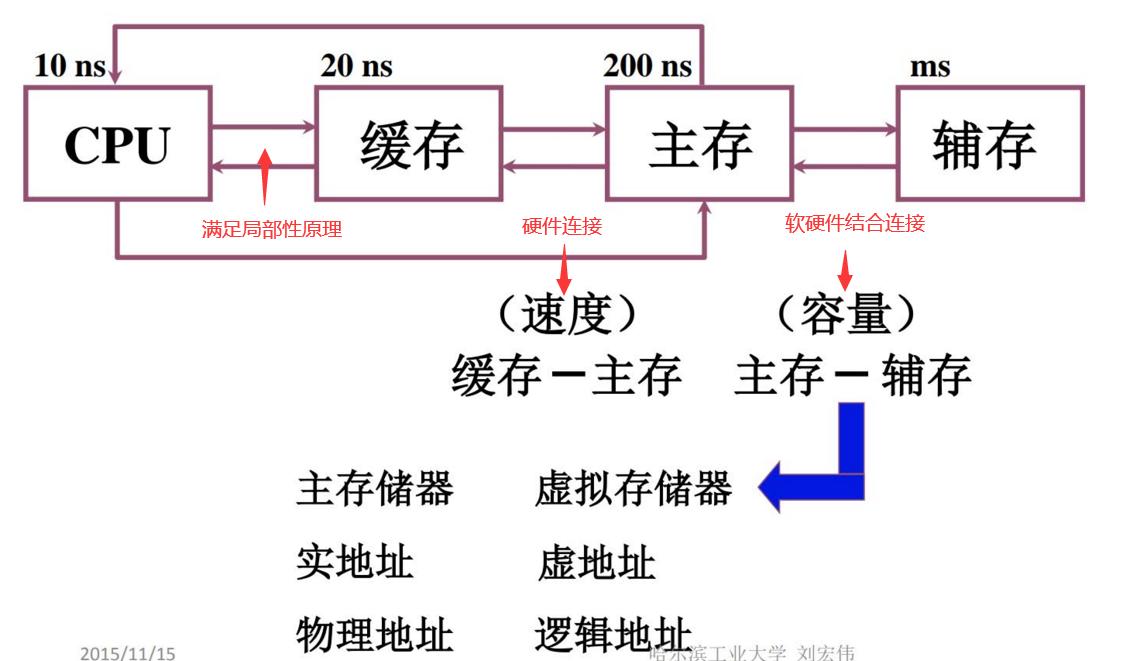 10 ns 20 ns 200 ns ms
CPU 缓存 主存 辅存
满足局部性原理 硬件连接 软硬件结合连接
（速度） （容量）
缓存－主存 主存－辅存
主存储器 虚拟存储器
实地址 虚地址
物理地址 逻辑地址
2015/11/15 哈尔滨工业大学 刘宏伟